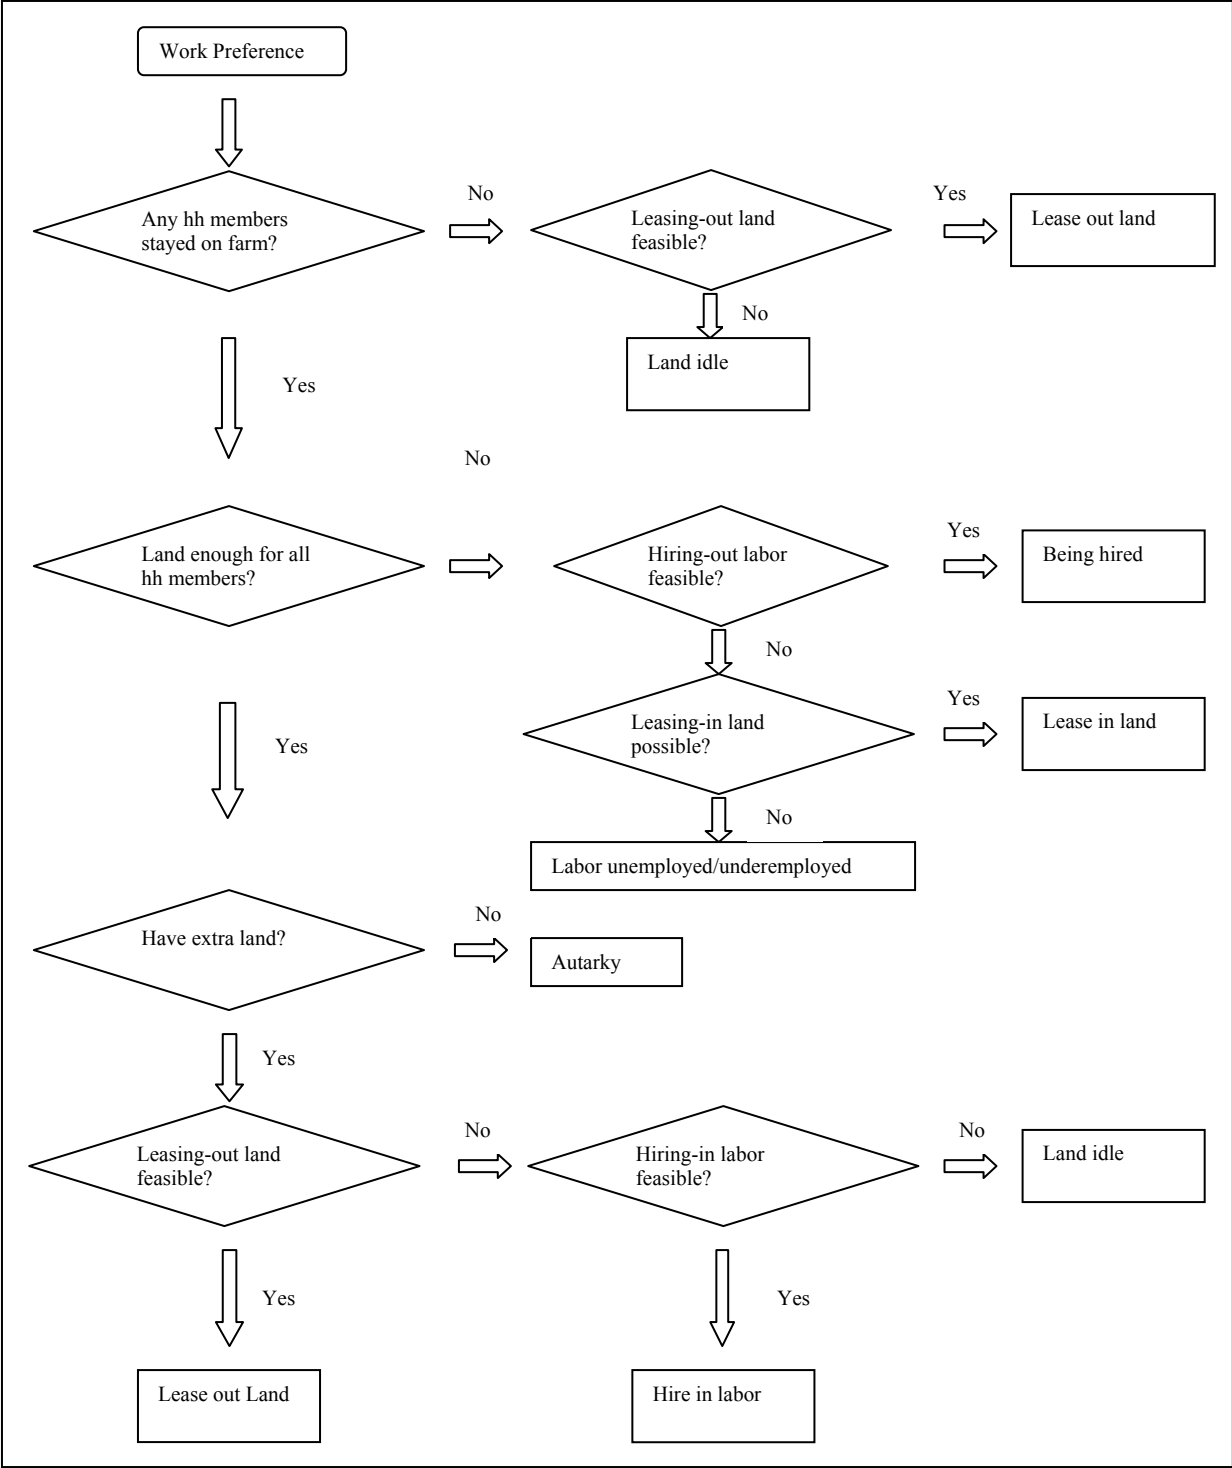 Work Preference
No
Yes
Any hh members
stayed on farm?
Leasing-out land
feasible?
Lease out land
No
Land idle
Yes
No
Land enough for all
hh members?
Hiring-out labor
feasible?
Yes
Being hired
No
Yes
Leasing-in land
possible?
Yes
Lease in land
No
Labor unemployed/underemployed
Have extra land?
No
Autarky
Yes
Leasing-out land
feasible?
No
Hiring-in labor
feasible?
No
Land idle
Yes
Yes
Lease out Land
Hire in labor